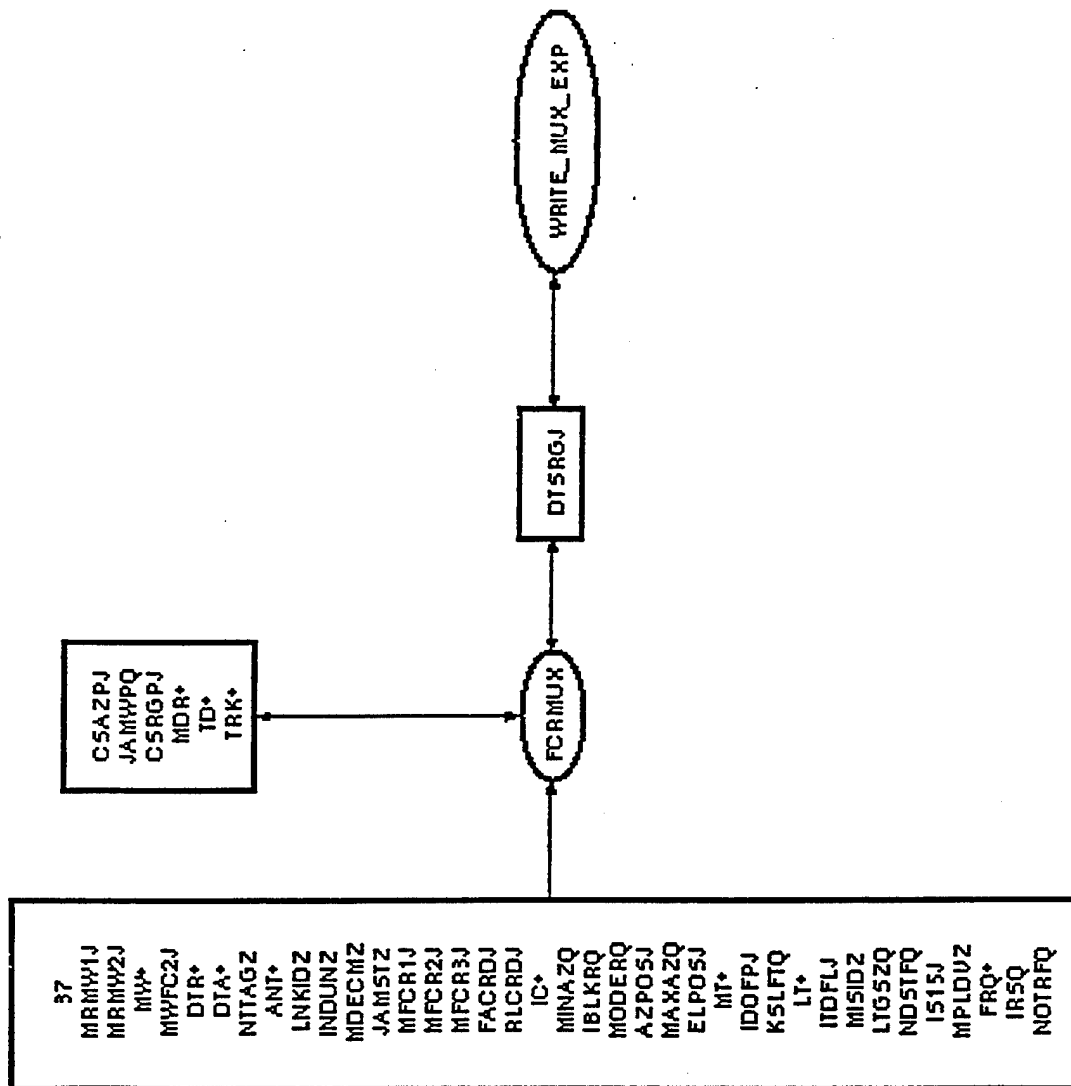 37
MRMW1J
MRMW2J
MW+
MWFC2J
DTR+
DTA+
NTTAGZ
ANT+
LNKIDZ
INDUNZ
MDECMZ
JAMSTZ
MFCR1J
MFCR2J
MFCR3J
FACRDJ
RLCRDJ
IC+
MINAZQ
IBLKRQ
MODERQ
AZPOSJ
MAXAZQ
ELPOSJ
MT+
IDOFPJ
KSLFTQ
LT+
ITDFLJ
MISIDZ
LTGSZQ
NDSTFQ
IS1SJ
MPLDUZ
FRQ+
IRSQ
NOTRFQ
CSAZPJ
JAMWPQ
CSRGPJ
MDR+
TD+
TRK+
FCRMUX
DTSRGJ
WRITE_MUX_EXP